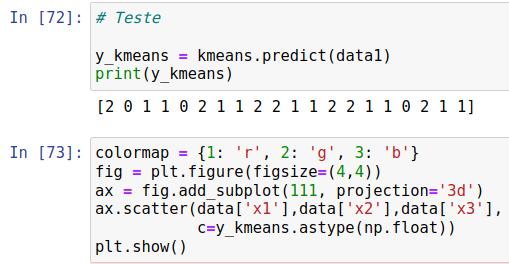 In [72]: # Teste
y_kmeans = kmeans.predict(data1)
print(y_kmeans)
[2 0 1 1 0 2 1 1 2 2 1 1 2 2 1 1 0 2 1 1]
In [73]: colormap = {1: 'r', 2: 'g', 3: 'b'}
fig = plt.figure(figsize=(4,4))
ax = fig.add_subplot(111, projection='3d')
ax.scatter(data['x1'],data['x2'],data['x3'],
c=y_kmeans.astype(np.float))
plt.show()